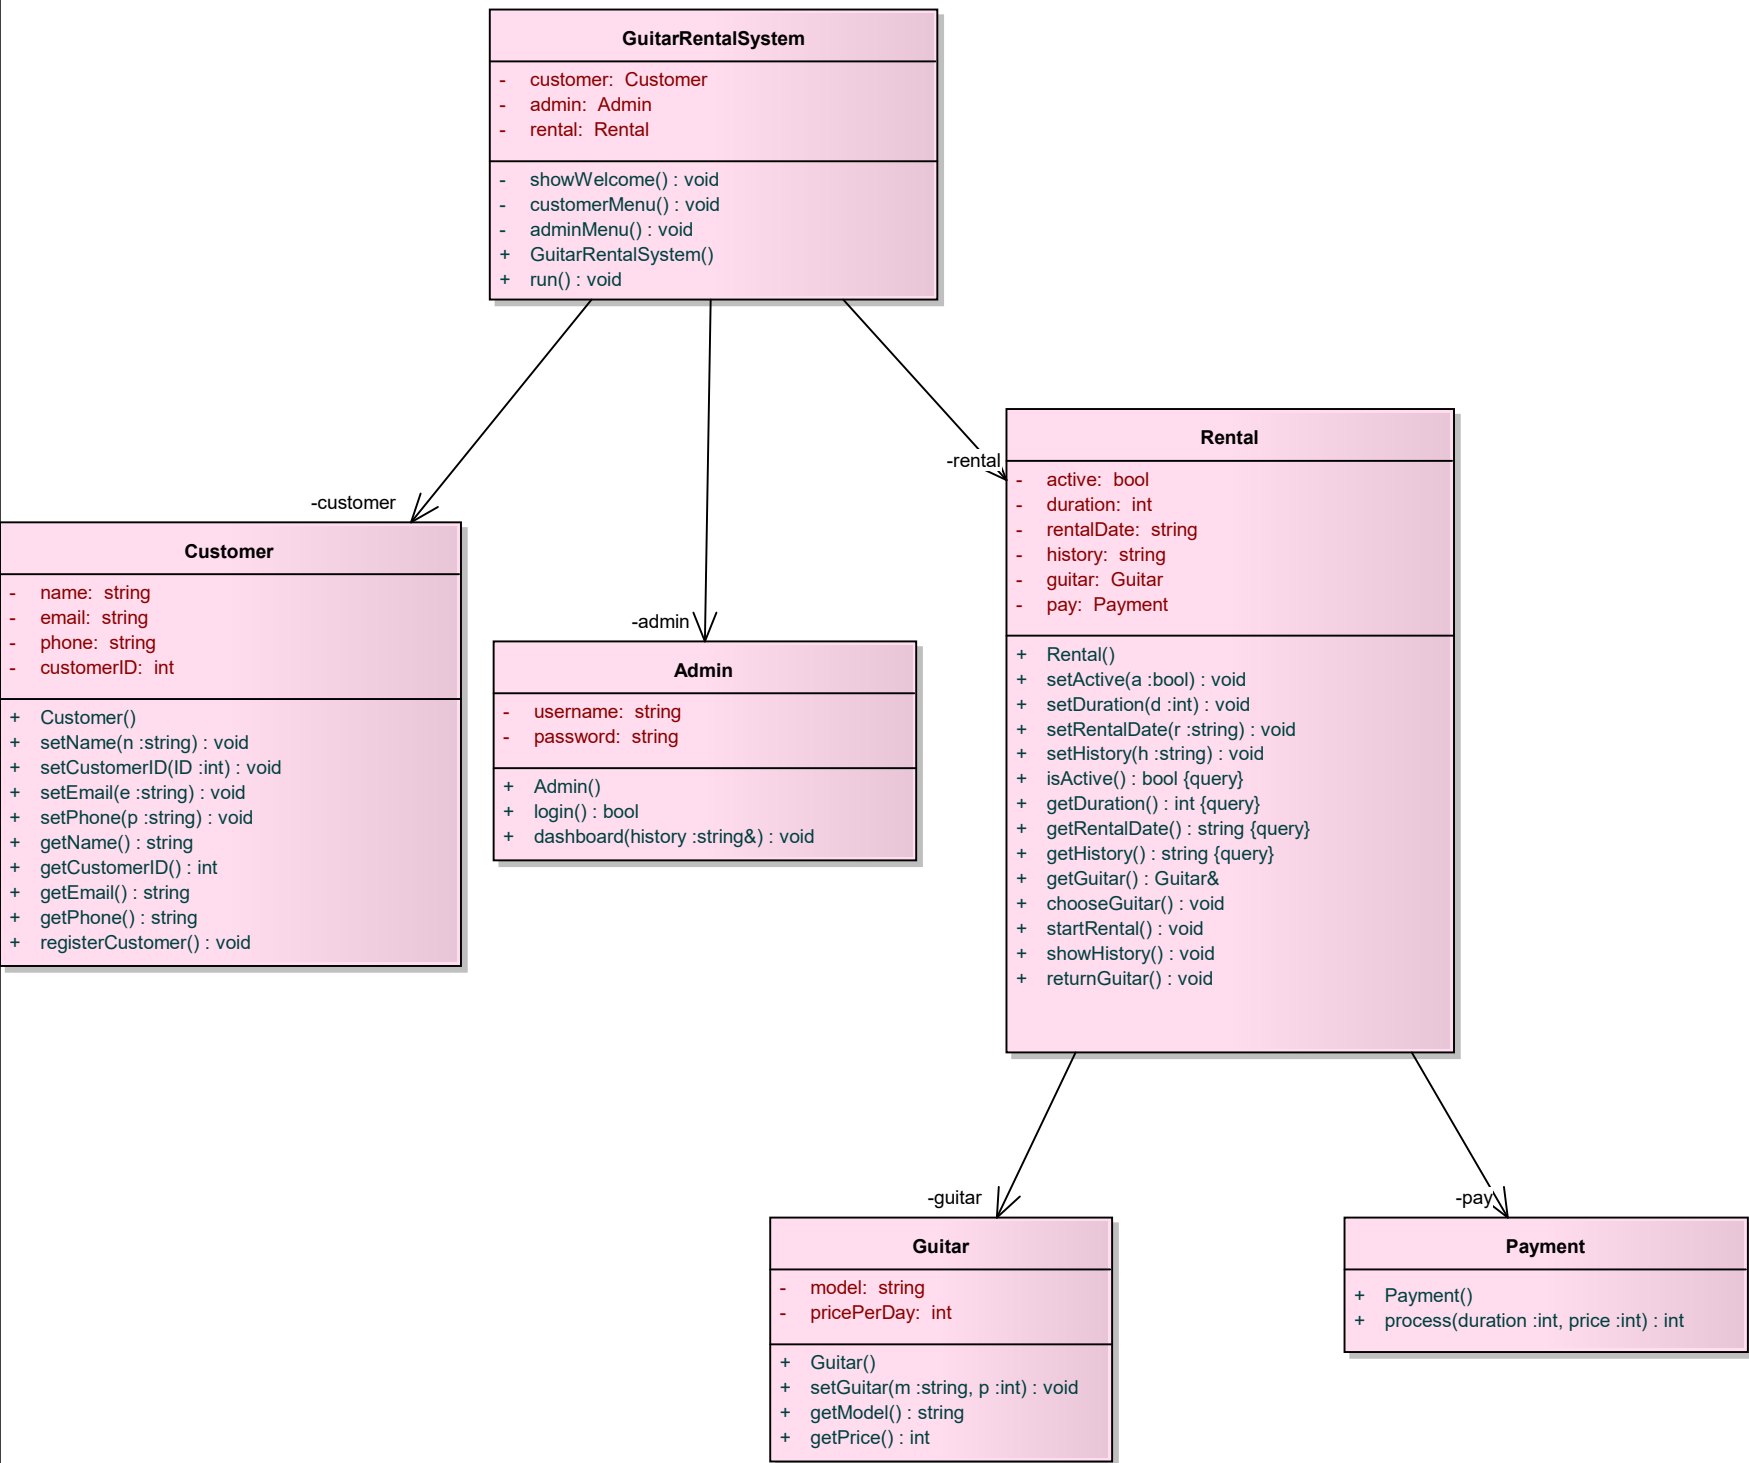 GuitarRentalSystem
- customer: Customer
- admin: Admin
- rental: Rental
- showWelcome() : void
- customerMenu() : void
- adminMenu() : void
+ GuitarRentalSystem()
+ run() : void
-customer
-admin
-rental
Customer
- name: string
- email: string
- phone: string
- customerID: int
+ Customer()
+ setName(n :string) : void
+ setCustomerID(ID :int) : void
+ setEmail(e :string) : void
+ setPhone(p :string) : void
+ getName() : string
+ getCustomerID() : int
+ getEmail() : string
+ getPhone() : string
+ registerCustomer() : void
Admin
- username: string
- password: string
+ Admin()
+ login() : bool
+ dashboard(history :string&) : void
Rental
- active: bool
- duration: int
- rentalDate: string
- history: string
- guitar: Guitar
- pay: Payment
+ Rental()
+ setActive(a :bool) : void
+ setDuration(d :int) : void
+ setRentalDate(r :string) : void
+ setHistory(h :string) : void
+ isActive() : bool {query}
+ getDuration() : int {query}
+ getRentalDate() : string {query}
+ getHistory() : string {query}
+ getGuitar() : Guitar&
+ chooseGuitar() : void
+ startRental() : void
+ showHistory() : void
+ returnGuitar() : void
-guitar
-pay
Guitar
- model: string
- pricePerDay: int
+ Guitar()
+ setGuitar(m :string, p :int) : void
+ getModel() : string
+ getPrice() : int
Payment
+ Payment()
+ process(duration :int, price :int) : int